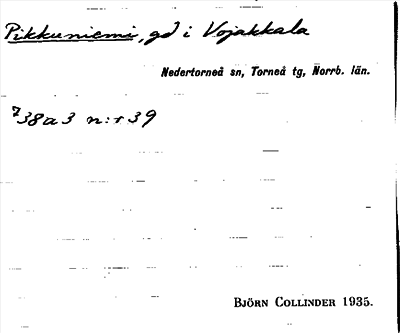 Pikkuniemi, gd i Vojakkala
Nedertorneå sn, Torneå tg, Norrb. län.
738a3 n:r 39
BJÖRN COLLINDER 1935.